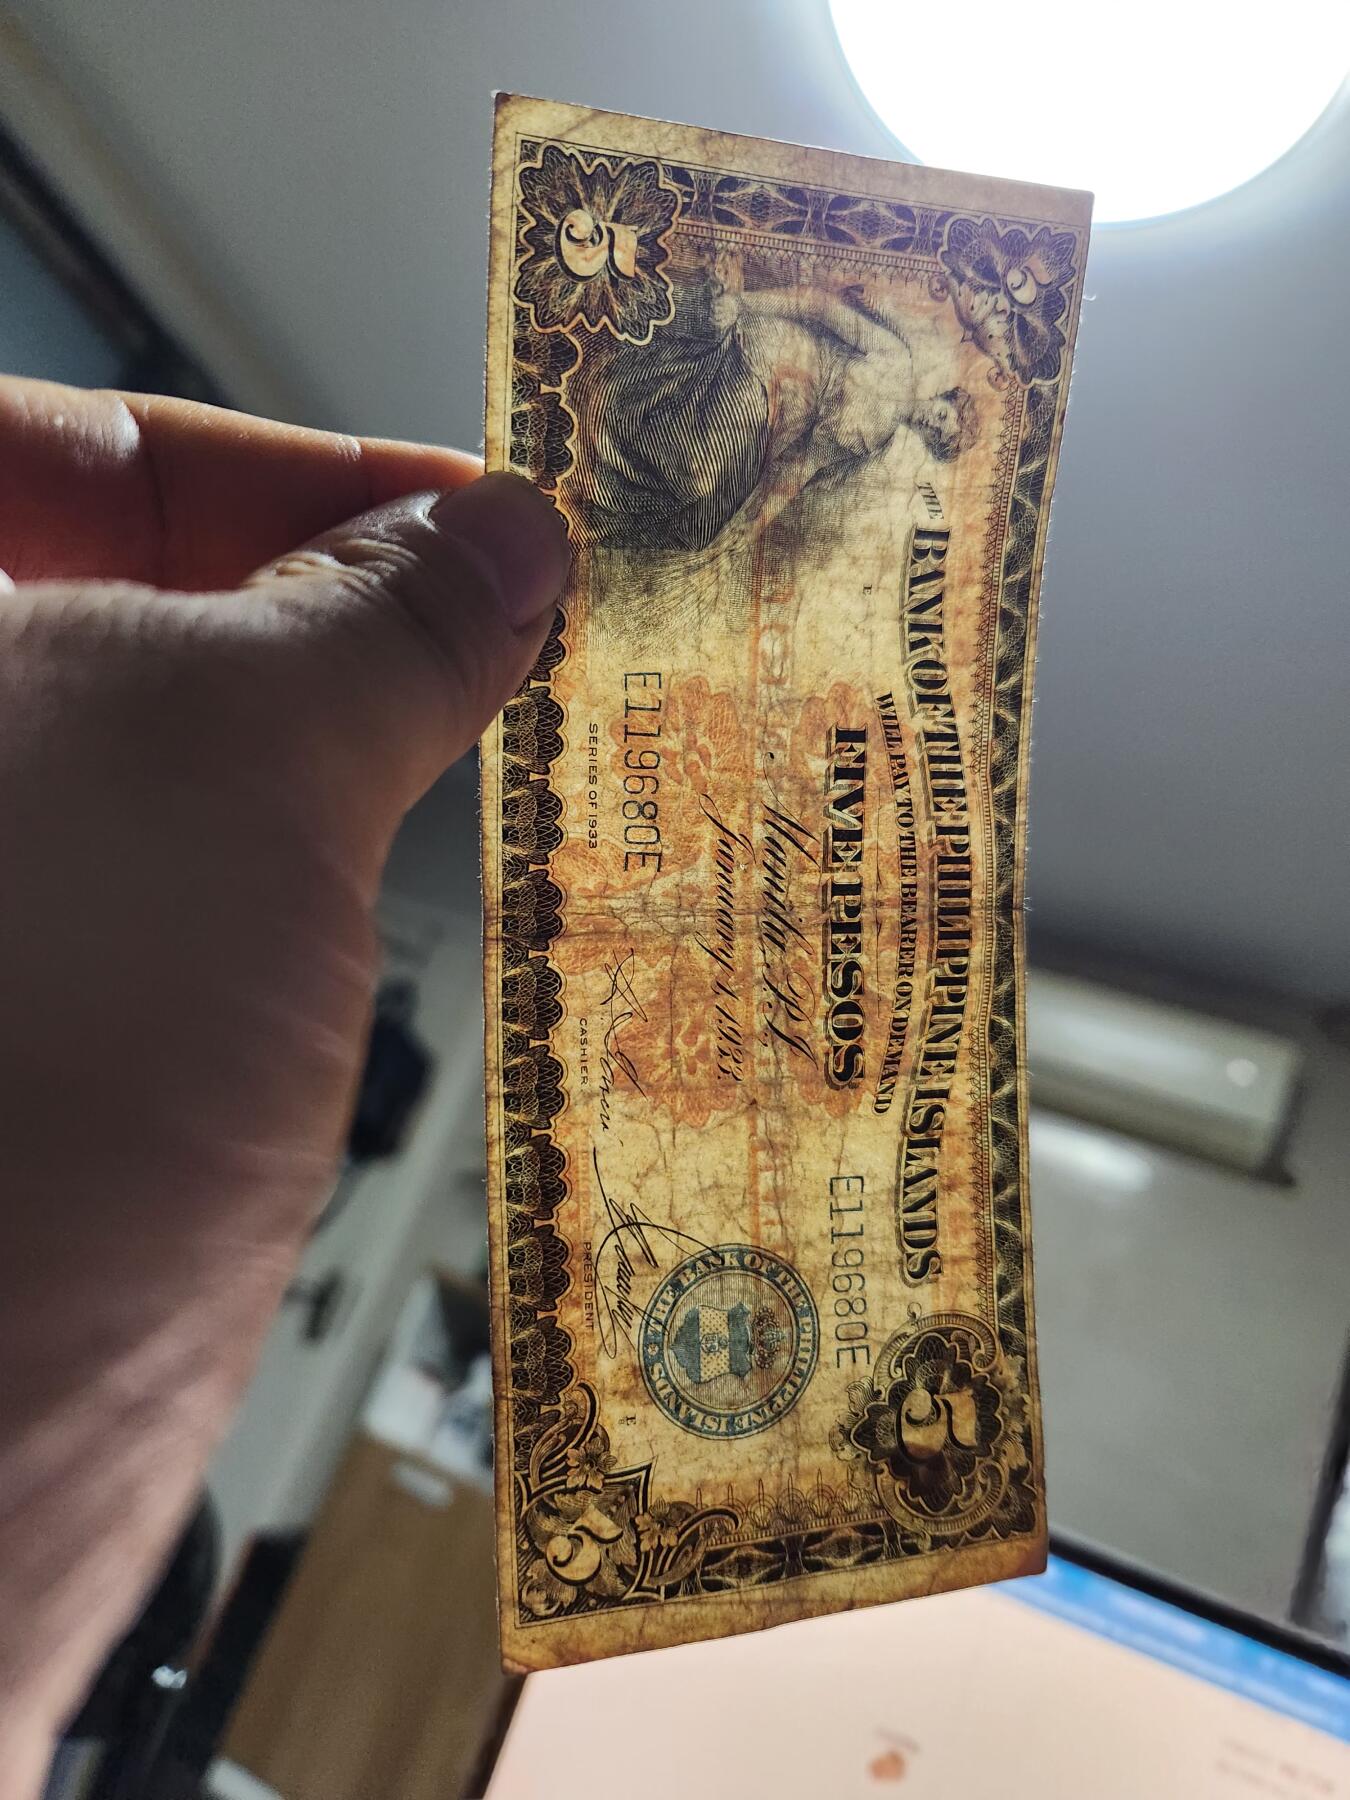 5
5
THE
BANK OF THE PHILIPPINE ISLANDS
WILL PAY TO THE BEARER ON DEMAND
E119680E
E
FIVE PESOS
5
Manila, P.I.,
January 1, 1933.
THE BANK OF THE PHILIPPINE ISLANDS
E119680E
SERIES OF 1933
CASHIER
PRESIDENT
E
5